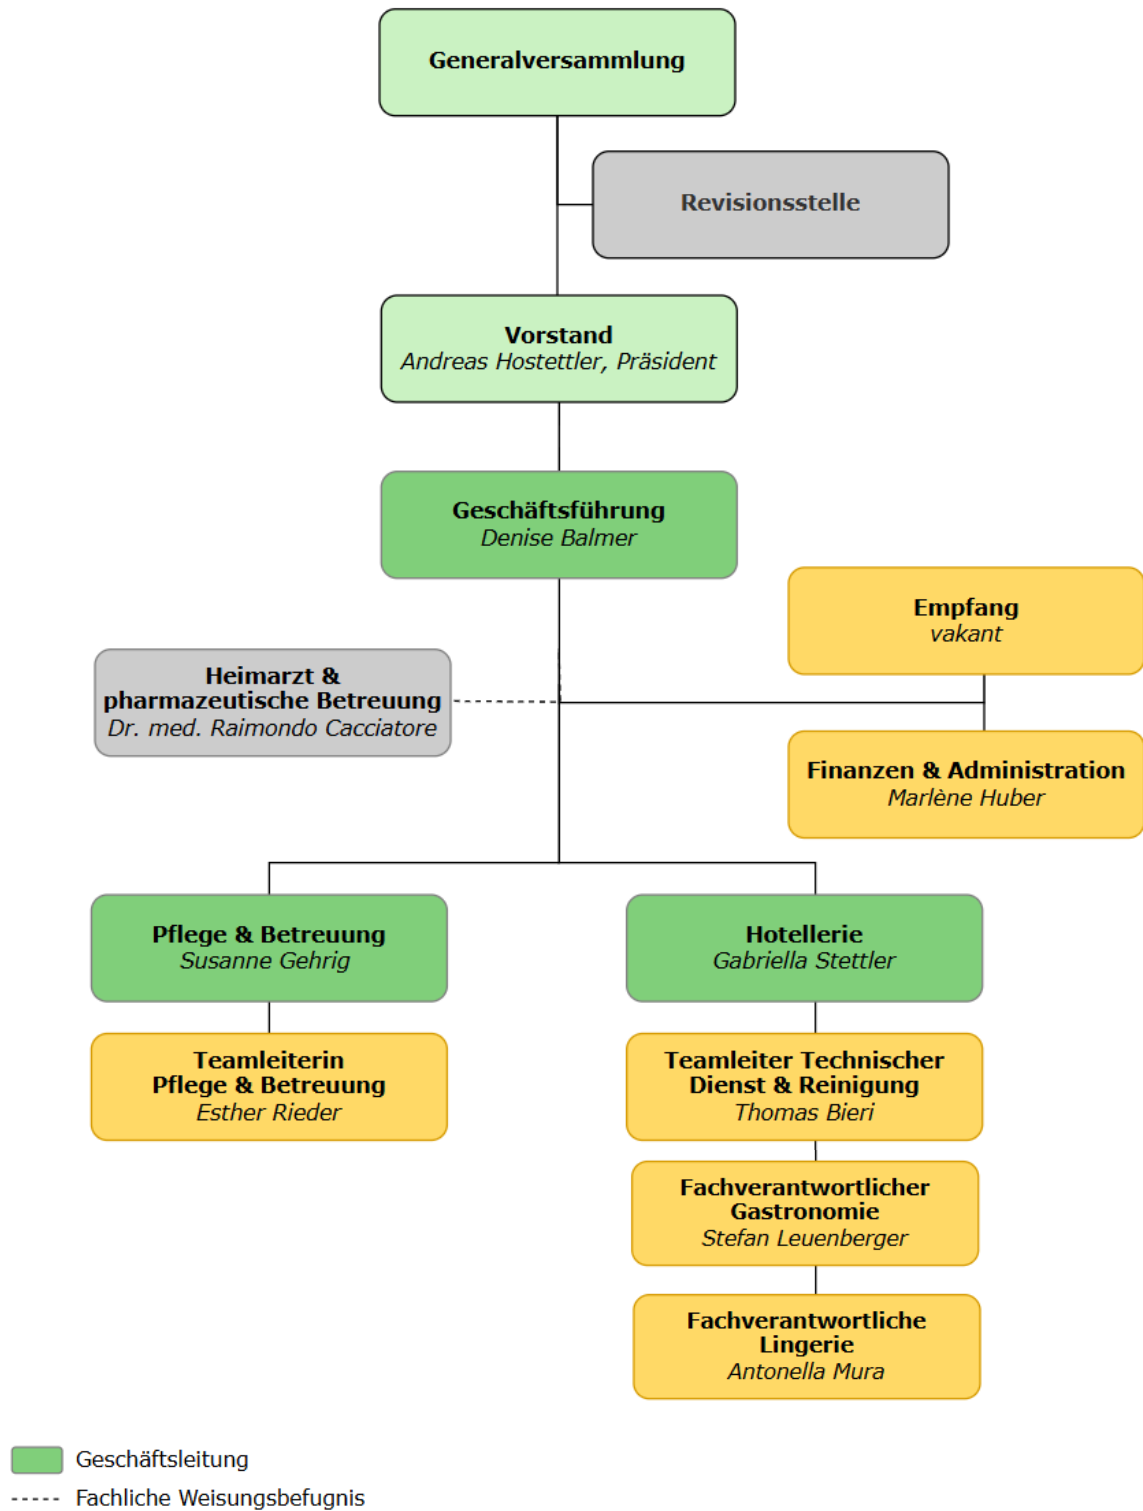 Generalversammlung
Revisionsstelle
Vorstand
Andreas Hostettler, Präsident
Geschäftsführung
Denise Balmer
Empfang
vakant
Heimarzt &
pharmazeutische Betreuung
Dr. med. Raimondo Cacciatore
Finanzen & Administration
Marlène Huber
Pflege & Betreuung
Susanne Gehrig
Hotellerie
Gabriella Stettler
Teamleiterin
Pflege & Betreuung
Esther Rieder
Teamleiter Technischer
Dienst & Reinigung
Thomas Bieri
Fachverantwortlicher
Gastronomie
Stefan Leuenberger
Fachverantwortliche
Lingerie
Antonella Mura
Geschäftsleitung
Fachliche Weisungsbefugnis